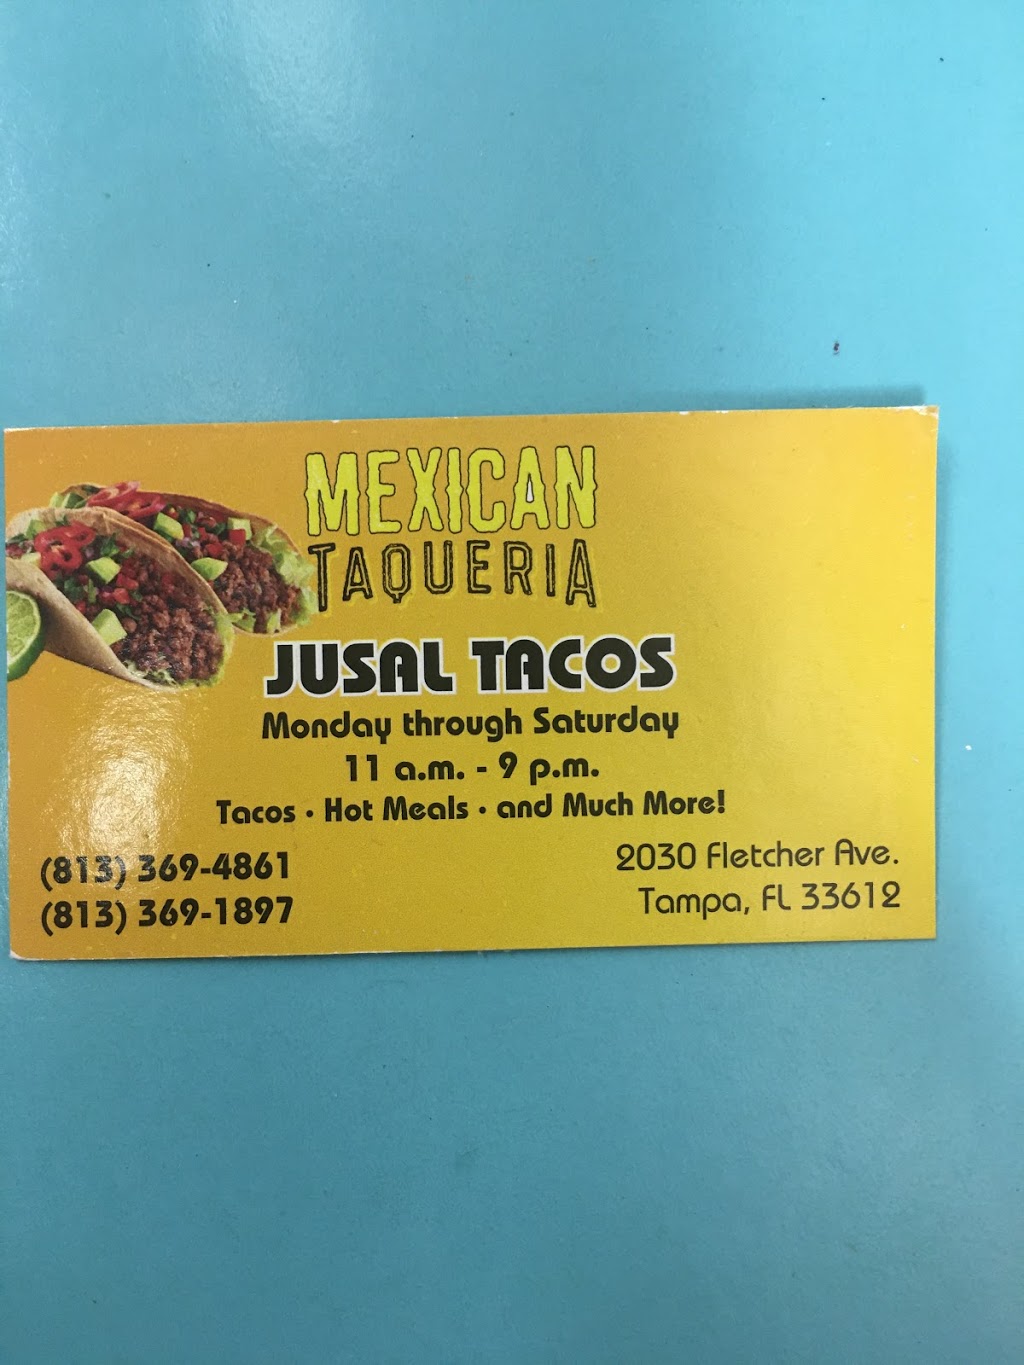 MEXICAN
TAQUERIA
JUSAL TACOS
Monday through Saturday
11 a.m. - 9 p.m.
Tacos • Hot Meals • and Much More!
(813) 369-4861
(813) 369-1897
2030 Fletcher Ave.
Tampa, FL 33612